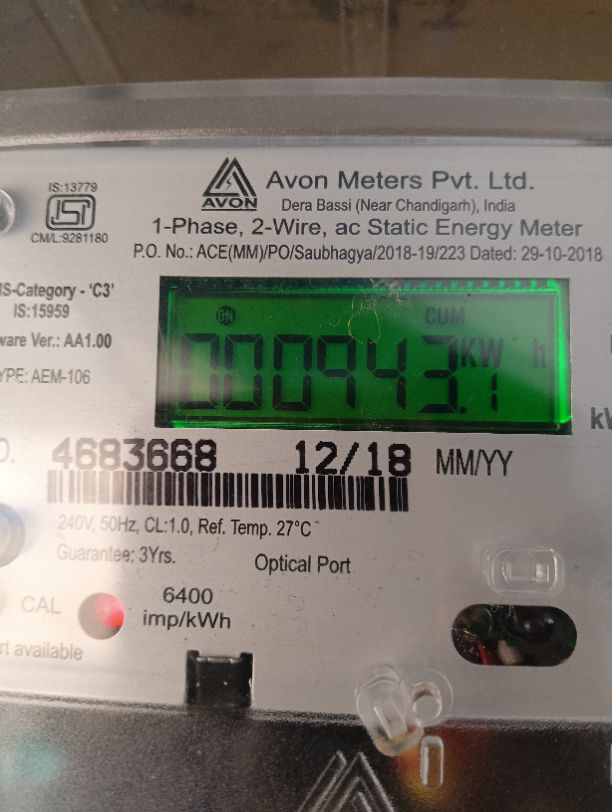 IS:13779
ISI
CM/L:9281180
AVON
Avon Meters Pvt. Ltd.
Dera Bassi (Near Chandigarh), India
1-Phase, 2-Wire, ac Static Energy Meter
P.O. No.: ACE(MM)/PO/Saubhagya/2018-19/223 Dated: 29-10-2018
IS-Category - 'C3'
IS:15959
ware Ver.: AA1.00
YPE: AEM-106
CUM
000943.1 KW h
4683668 12/18 MM/YY
240V, 50Hz, CL:1.0, Ref. Temp. 27°C
Guarantee: 3Yrs.
Optical Port
CAL
6400
imp/kWh
rt available